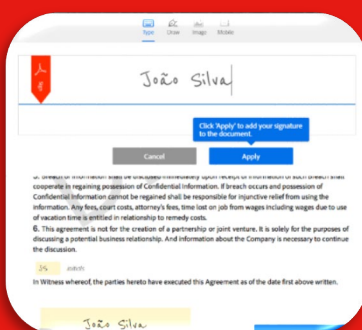 Type Draw Image Mobile
João Silva
Click 'Apply' to add your signature
to the document.
Cancel Apply
cooperate in regaining possession of Confidential Information. If breach occurs and possession of
Confidential Information cannot be regained shall be responsible for injunctive relief from using the
information. Any fees, court costs, attorney's fees, time lost on job from wages including wages due to use
of vacation time is entitled in relationship to remedy costs.
6. This agreement is not for the creation of a partnership or joint venture. It is solely for the purposes of
discussing a potential business relationship. And information about the Company is necessary to continue
the discussion.
JS
In Witness whereof, the parties hereto have executed this Agreement as of the date first above written.
João Silva